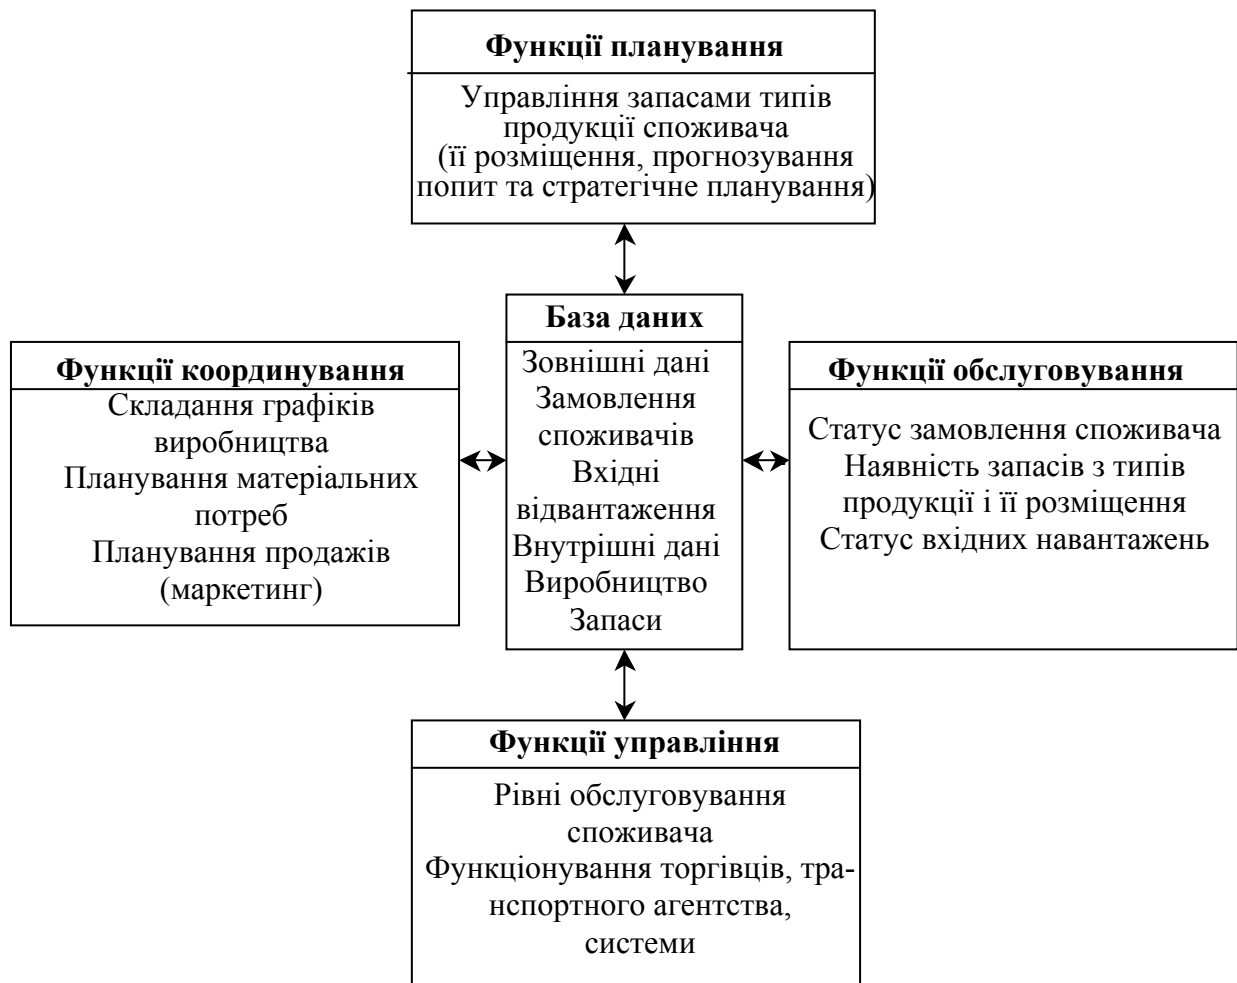 Функції планування
Управління запасами типів
продукції споживача
(її розміщення, прогнозування
попит та стратегічне планування)
База даних
Зовнішні дані
Замовлення
споживачів
Вхідні
відвантаження
Внутрішні дані
Виробництво
Запаси
Функції координування
Складання графіків
виробництва
Планування матеріальних
потреб
Планування продажів
(маркетинг)
Функції обслуговування
Статус замовлення споживача
Наявність запасів з типів
продукції і її розміщення
Статус вхідних навантажень
Функції управління
Рівні обслуговування
споживача
Функціонування торгівців, тра-
нспортного агентства,
системи